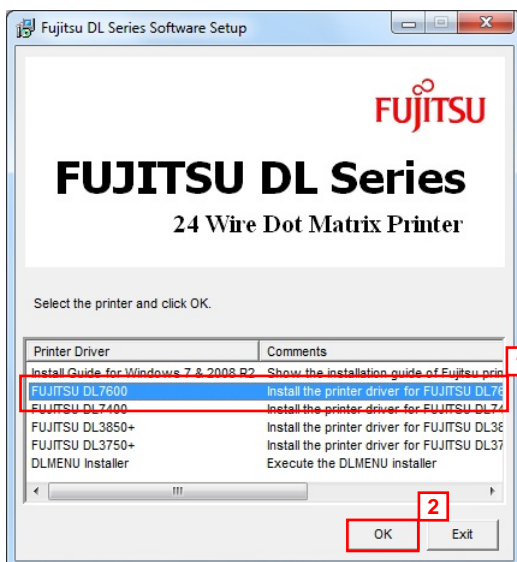 Fujitsu DL Series Software Setup
FUJITSU
FUJITSU DL Series
24 Wire Dot Matrix Printer
Select the printer and click OK.
Printer Driver Comments
Install Guide for Windows 7 & 2008 R2 Show the installation guide of Fujitsu prin
FUJITSU DL7600 Install the printer driver for FUJITSU DL76
FUJITSU DL7400 Install the printer driver for FUJITSU DL74
FUJITSU DL3850+ Install the printer driver for FUJITSU DL38
FUJITSU DL3750+ Install the printer driver for FUJITSU DL37
DLMENU Installer Execute the DLMENU installer
2
OK Exit